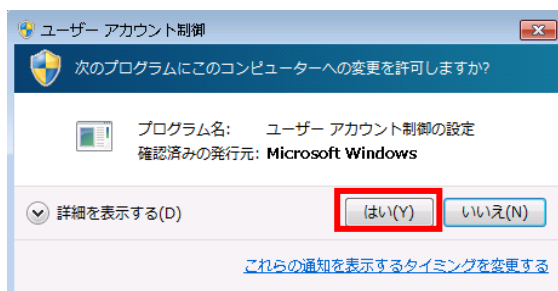 ユーザー アカウント制御
次のプログラムにこのコンピューターへの変更を許可しますか?
プログラム名: ユーザー アカウント制御の設定
確認済みの発行元: Microsoft Windows
詳細を表示する(D) はい(Y) いいえ(N)
これらの通知を表示するタイミングを変更する